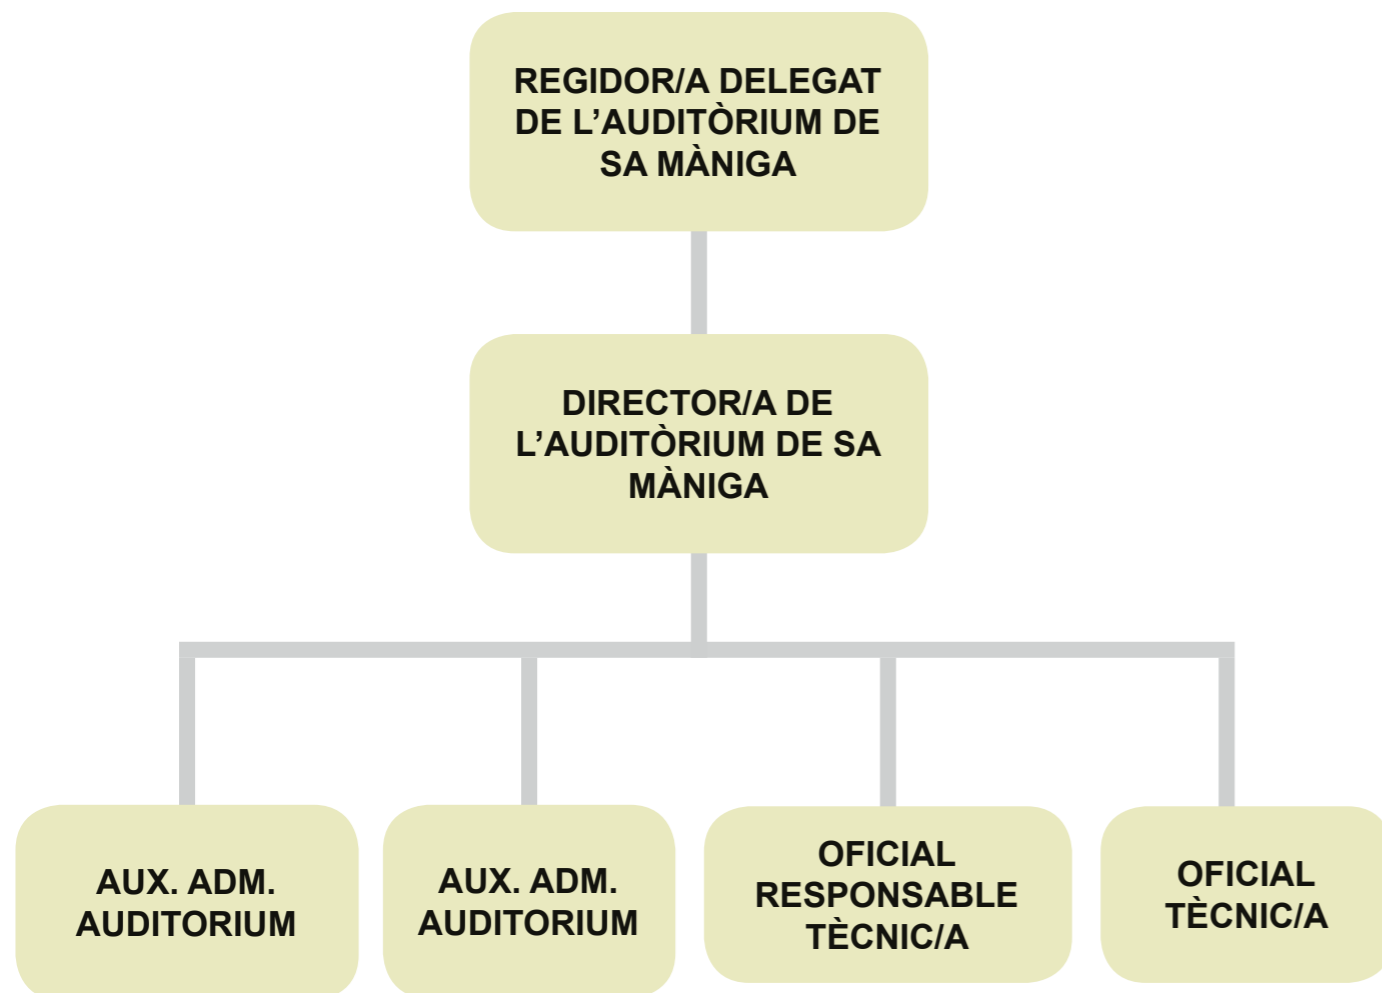 REGIDOR/A DELEGAT
DE L’AUDITÒRIUM DE
SA MÀNIGA
DIRECTOR/A DE
L’AUDITÒRIUM DE SA
MÀNIGA
AUX. ADM.
AUDITORIUM
AUX. ADM.
AUDITORIUM
OFICIAL
RESPONSABLE
TÈCNIC/A
OFICIAL
TÈCNIC/A